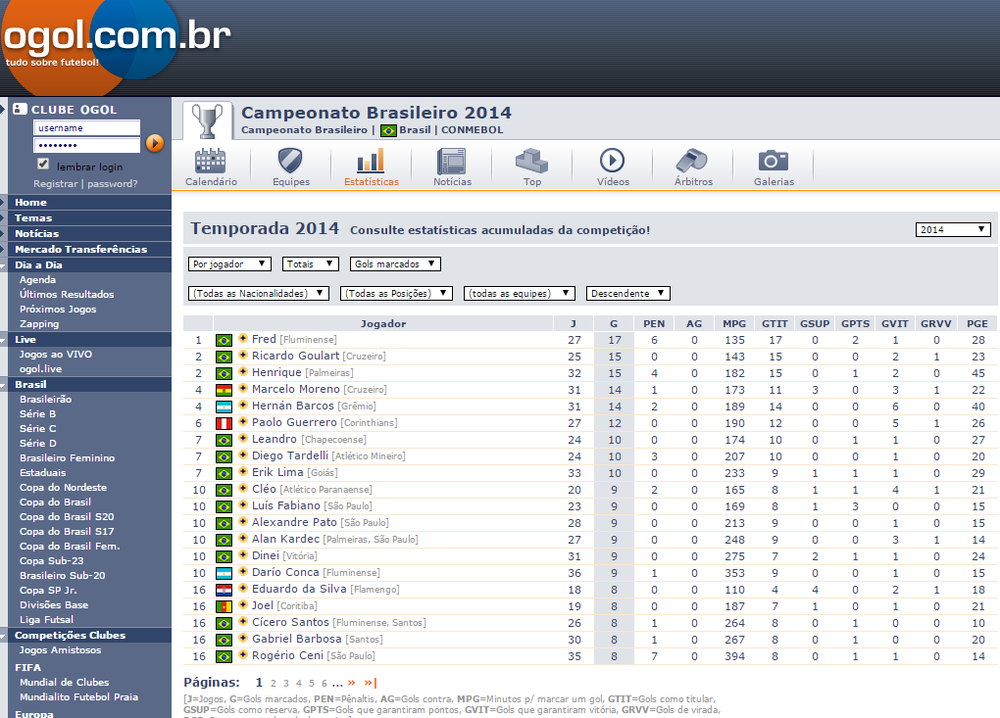 ogol.com.br
tudo sobre futebol!
CLUBE OGOL
username
••••••••
lembrar login
Registrar | password?
Home
Temas
Notícias
Mercado Transferências
Dia a Dia
Agenda
Últimos Resultados
Próximos Jogos
Zapping
Live
Jogos ao VIVO
ogol.live
Brasil
Brasileirão
Série B
Série C
Série D
Brasileiro Feminino
Estaduais
Copa do Nordeste
Copa do Brasil
Copa do Brasil S20
Copa do Brasil S17
Copa do Brasil Fem.
Copa Sub-23
Brasileiro Sub-20
Copa SP Jr.
Divisões Base
Liga Futsal
Competições Clubes
Jogos Amistosos
FIFA
Mundial de Clubes
Mundialito Futebol Praia
Europa
Campeonato Brasileiro 2014
Campeonato Brasileiro | Brasil | CONMEBOL
Calendário Equipes Estatísticas Notícias Top Vídeos Árbitros Galerias
Temporada 2014 Consulte estatísticas acumuladas da competição! 2014
Por jogador Totais Gols marcados
(Todas as Nacionalidades) (Todas as Posições) (todas as equipes) Descendente
Jogador J G PEN AG MPG GTIT GSUP GPTS GVIT GRVV PGE
1 Fred [Fluminense] 27 17 6 0 135 17 0 2 1 0 28
2 Ricardo Goulart [Cruzeiro] 25 15 0 0 143 15 0 0 2 1 23
2 Henrique [Palmeiras] 32 15 4 0 182 15 0 1 2 0 45
4 Marcelo Moreno [Cruzeiro] 31 14 1 0 173 11 3 0 3 1 22
4 Hernán Barcos [Grêmio] 31 14 2 0 189 14 0 0 6 0 40
6 Paolo Guerrero [Corinthians] 27 12 0 0 190 12 0 0 5 1 26
7 Leandro [Chapecoense] 24 10 0 0 174 10 0 1 1 0 27
7 Diego Tardelli [Atlético Mineiro] 24 10 3 0 207 10 0 0 1 0 20
7 Erik Lima [Goiás] 33 10 0 0 233 9 1 1 1 0 29
10 Cléo [Atlético Paranaense] 20 9 2 0 165 8 1 1 4 1 21
10 Luís Fabiano [São Paulo] 23 9 0 0 169 8 1 3 0 0 15
10 Alexandre Pato [São Paulo] 28 9 0 0 213 9 0 0 1 0 15
10 Alan Kardec [Palmeiras, São Paulo] 27 9 0 0 248 9 0 0 3 1 14
10 Dinei [Vitória] 31 9 0 0 275 7 2 1 1 0 24
10 Darío Conca [Fluminense] 36 9 1 0 353 9 0 0 1 0 15
16 Eduardo da Silva [Flamengo] 18 8 0 0 110 4 4 0 2 1 18
16 Joel [Coritiba] 19 8 0 0 187 7 1 0 1 0 21
16 Cícero Santos [Fluminense, Santos] 26 8 1 0 264 8 0 1 0 0 10
16 Gabriel Barbosa [Santos] 30 8 1 0 267 8 0 1 0 0 20
16 Rogério Ceni [São Paulo] 35 8 7 0 394 8 0 1 1 0 14
Páginas: 1 2 3 4 5 6 ... » »|
[J=Jogos, G=Gols marcados, PEN=Pênaltis, AG=Gols contra, MPG=Minutos p/ marcar um gol, GTIT=Gols como titular,
GSUP=Gols como reserva, GPTS=Gols que garantiram pontos, GVIT=Gols que garantiram vitória, GRVV=Gols de virada,